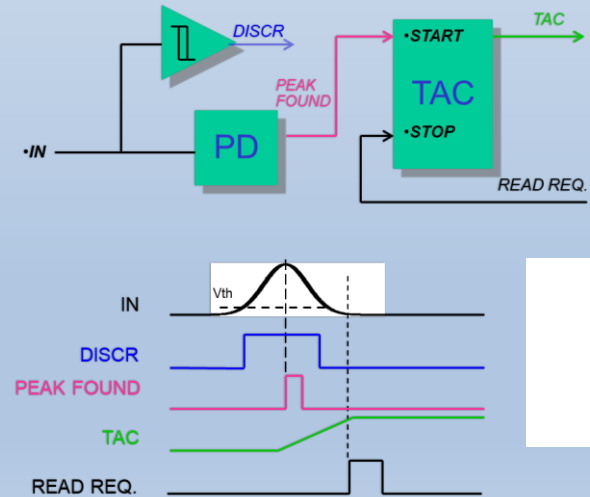 DISCR
TAC
•START
PEAK
FOUND
TAC
PD
•STOP
•IN
READ REQ.
Vth
IN
DISCR
PEAK FOUND
TAC
READ REQ.